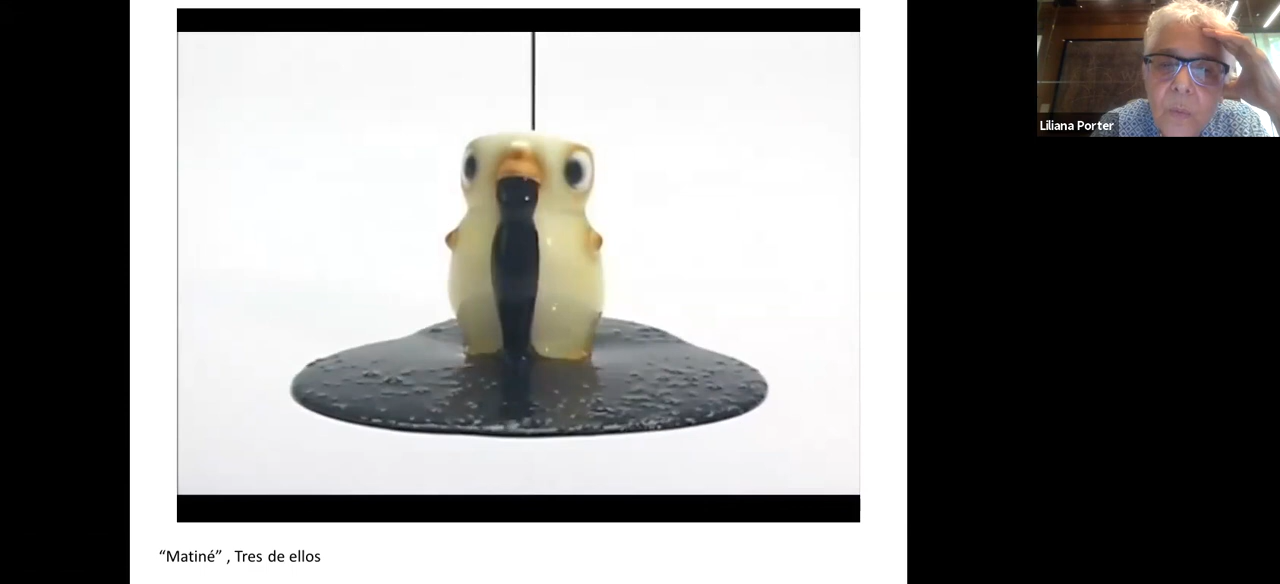 Liliana Porter
“Matiné” , Tres de ellos